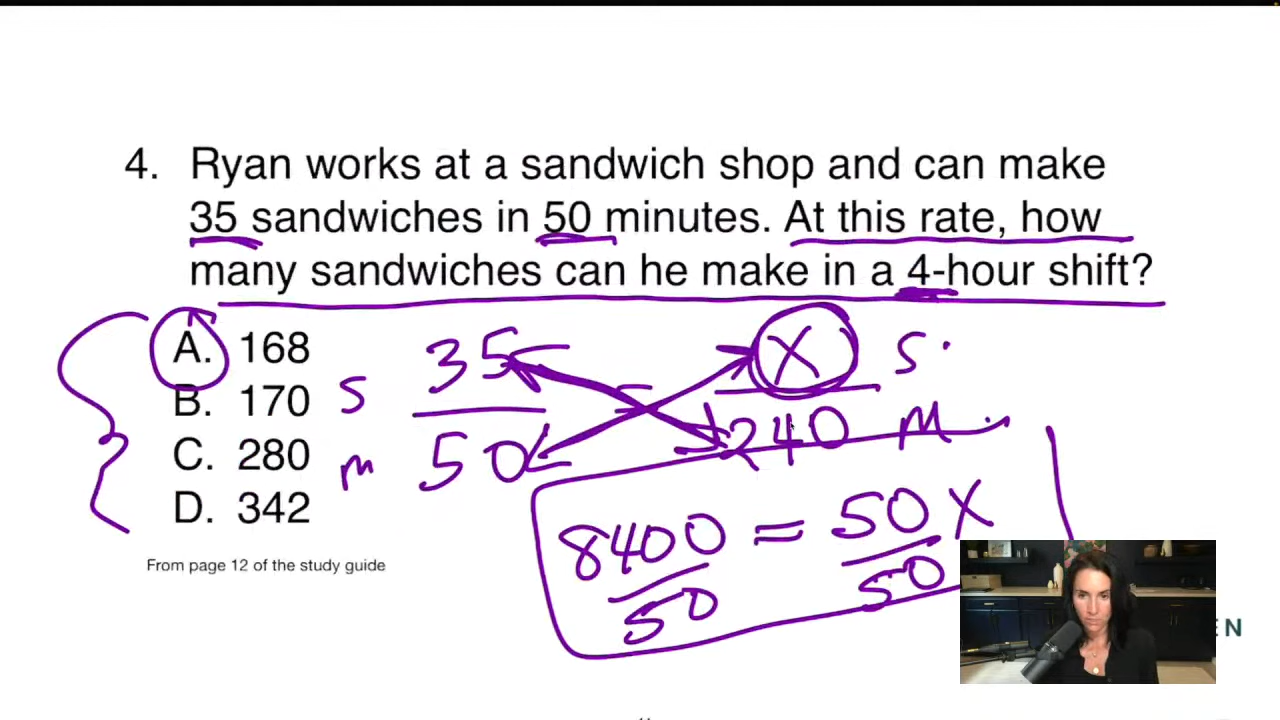 4. Ryan works at a sandwich shop and can make
35 sandwiches in 50 minutes. At this rate, how
many sandwiches can he make in a 4-hour shift?
A. 168
B. 170
C. 280
D. 342
35 X S.
S
50 240 M.
M
8400 = 50X
50 50
From page 12 of the study guide
EN